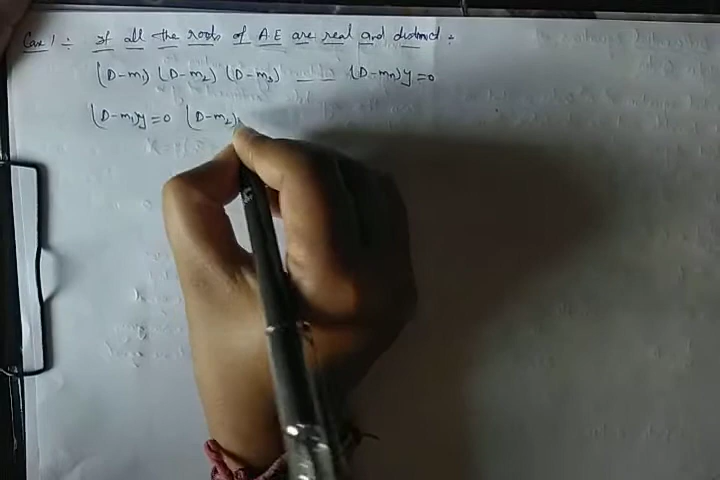 Case 1 :- If all the roots of A.E are real and distinct :-
(D-m₁) (D-m₂) (D-m₃) —— (D-mn)y=0
(D-m₁)y=0 (D-m₂)